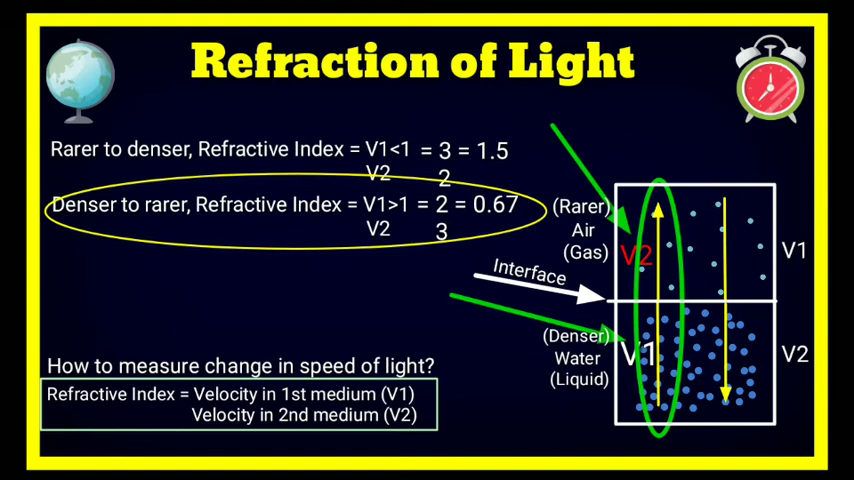 Refraction of Light
Rarer to denser, Refractive Index = V1<1 = 3 = 1.5
V2 2
Denser to rarer, Refractive Index = V1>1 = 2 = 0.67
V2 3
(Rarer)
Air
(Gas)
V2
V1
Interface
(Denser)
Water
(Liquid)
V1
V2
How to measure change in speed of light?
Refractive Index = Velocity in 1st medium (V1)
Velocity in 2nd medium (V2)